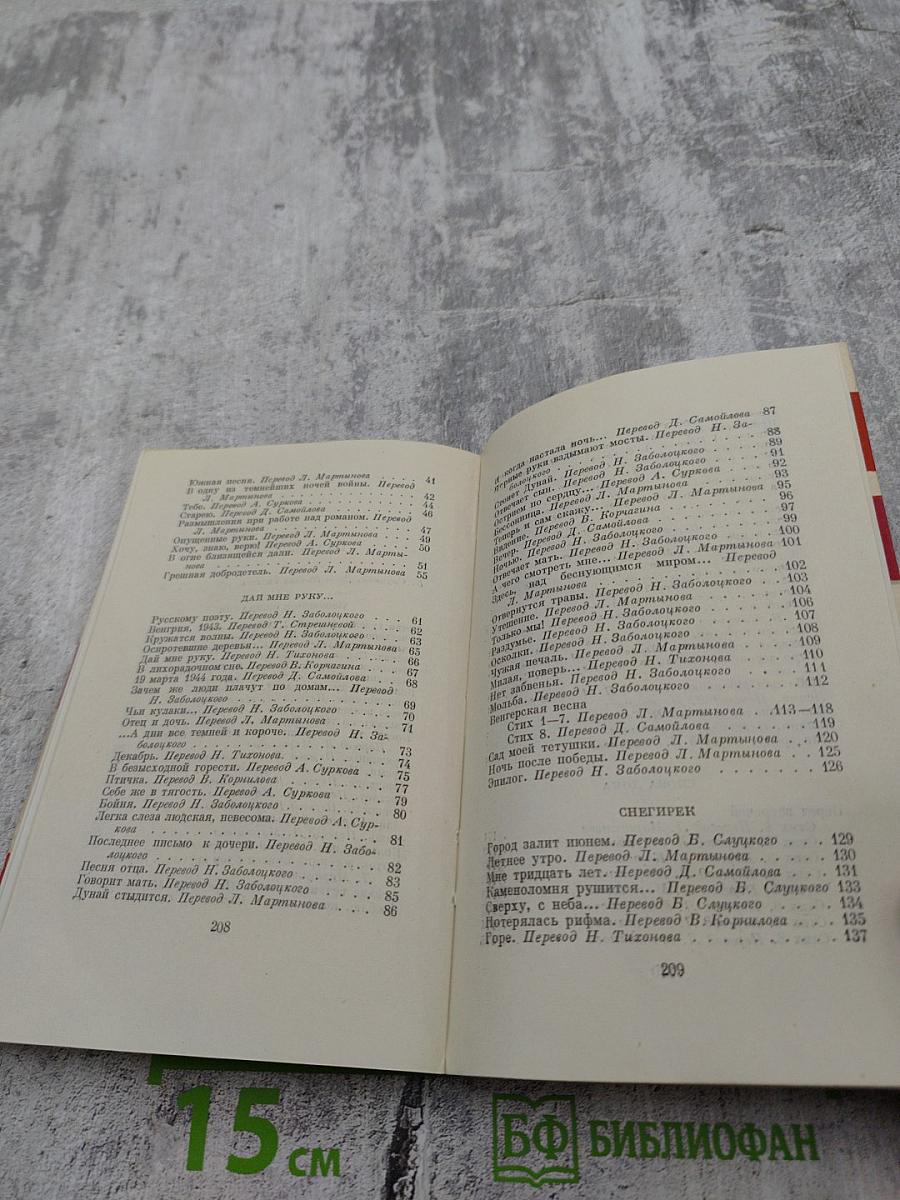 Южная песня. Перевод Л. Мартынова . . . 41
В одну из темнейших ночей войны. Перевод
Л. Мартынова . . . . . . . . . . 42
Тебе. Перевод А. Суркова . . . . . . 44
Старею. Перевод Д. Самойлова . . . . . 46
Размышления при работе над романом. Перевод
Л. Мартынова . . . . . . . . . . 47
Опущенные руки. Перевод Л. Мартынова . . . 49
Хочу, знаю, верю! Перевод А. Суркова . . . 50
В огне близящейся дали. Перевод Л. Марты-
нова . . . . . . . . . . . . . 51
Грешная добродетель. Перевод Л. Мартынова . 55
ДАЙ МНЕ РУКУ...
Русскому поэту. Перевод Н. Заболоцкого . . . 61
Венгрия, 1943. Перевод Т. Стрешневой . . . 62
Кружатся волны. Перевод Н. Заболоцкого . . . 63
Осиротевшие деревья... Перевод Л. Мартынова 65
Дай мне руку. Перевод Н. Тихонова . . . . 66
В лихорадочном сне. Перевод В. Корчагина . . . 67
19 марта 1944 года. Перевод Д. Самойлова . . . 68
Зачем же люди плачут по домам... Перевод
Н. Заболоцкого . . . . . . . . . . 69
Чьи кулаки... Перевод Н. Заболоцкого . . . . 70
Отец и дочь. Перевод Л. Мартынова . . . . 71
...А дни все темней и короче. Перевод Н. За-
болоцкого . . . . . . . . . . . . 73
Декабрь. Перевод Н. Тихонова. . . . . . . 74
В безысходной горести. Перевод А. Суркова . . . 75
Птичка. Перевод В. Корнилова . . . . . . 77
Себе же в тягость. Перевод А. Суркова . . . . 79
Бойня. Перевод Н. Заболоцкого . . . . . . 80
Легка слеза людская, невесома. Перевод А. Сур-
кова . . . . . . . . . . . . . . 81
Последнее письмо к дочери. Перевод Н. Забо-
лоцкого . . . . . . . . . . . . . 82
Песня отца. Перевод Н. Заболоцкого . . . . . 83
Говорит мать. Перевод Н. Заболоцкого . . . . 85
Дунай стыдится. Перевод Л. Мартынова . . . 86
208
И когда настала ночь... Перевод Д. Самойлова 87
руки вздымают мосты. Перевод Н. За-
болоцкого . . . . . . . . . . . . 88
Стонет Дунай. Перевод Н. Заболоцкого . . . 89
Отвечает сын. Перевод Н. Заболоцкого . . . 91
Острием по сердцу... Перевод А. Суркова . . 92
Бессонница. Перевод Л. Мартынова . . . . 93
Теперь и сам скажу... Перевод Л. Мартынова 95
Видение. Перевод В. Корчагина . . . . . 96
Вечер. Перевод Д. Самойлова . . . . . . 97
Ночью. Перевод Н. Заболоцкого . . . . . 99
Отвечает мать. Перевод Н. Заболоцкого . . . 100
А чего смотреть мне... Перевод Л. Мартынова 101
Здесь, над беснующимся миром... Перевод
Л. Мартынова . . . . . . . . . . 102
Отвернутся травы. Перевод Н. Заболоцкого . . 103
Утешение. Перевод Л. Мартынова . . . . . 104
Только мы! Перевод Н. Заболоцкого . . . . 106
Раздумье. Перевод Н. Заболоцкого . . . . . 107
Осколки. Перевод Н. Заболоцкого . . . . . 108
Чужая печаль. Перевод Л. Мартынова . . . . 109
Милая, поверь... Перевод Н. Тихонова . . . . 110
Нет забвенья. Перевод Н. Заболоцкого . . . . 111
Мольба. Перевод Н. Заболоцкого . . . . . . 112
Венгерская весна
Стих 1—7. Перевод Л. Мартынова . 113—118
Стих 8. Перевод Д. Самойлова . . . . . 119
Сад моей тетушки. Перевод Л. Мартынова . . 120
Ночь после победы. Перевод Л. Мартынова . . 125
Эпилог. Перевод Н. Заболоцкого . . . . . . 126
СНЕГИРЕК
Город залит июнем. Перевод Б. Слуцкого . . . 129
Летнее утро. Перевод Л. Мартынова . . . . . 130
Мне тридцать лет. Перевод Д. Самойлова . . . 131
Каменоломня рушится... Перевод Б. Слуцкого 133
Сверху, с неба... Перевод Б. Слуцкого . . . . 134
Потерялась рифма. Перевод В. Корнилова . . . 135
Горе. Перевод Н. Тихонова . . . . . . . . 137
209
15 см
БФ БИБЛИОФАН